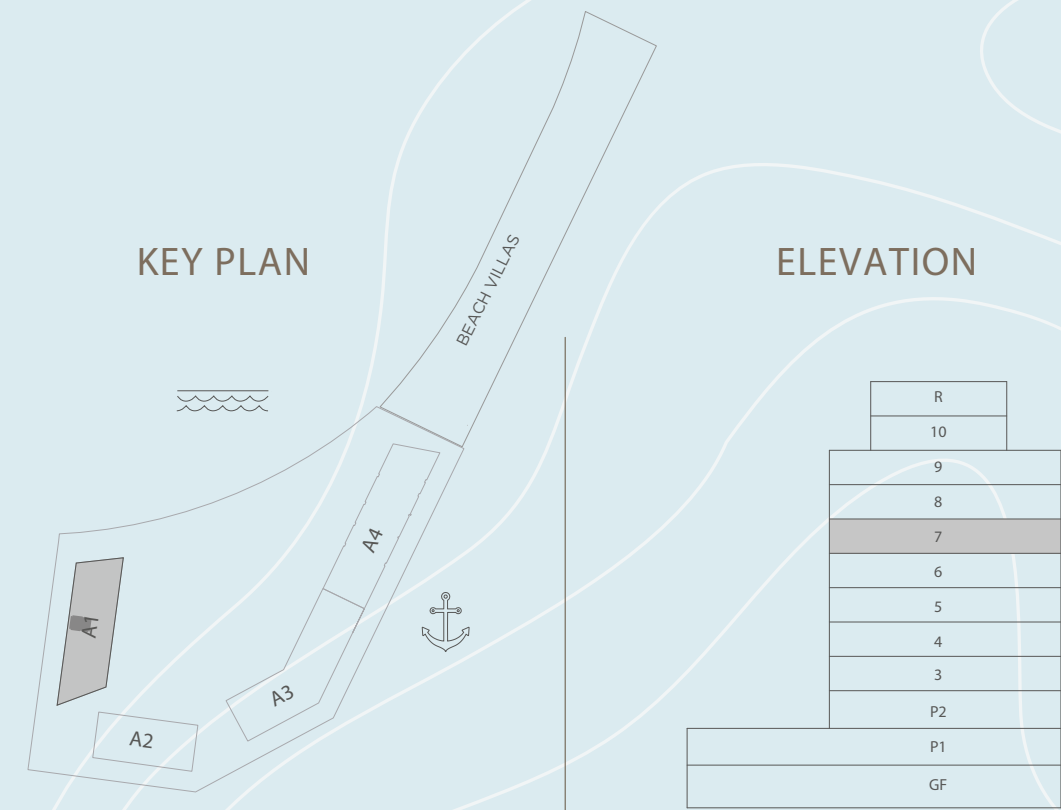 KEY PLAN
BEACH VILLAS
A4
A1
A3
A2
ELEVATION
R
10
9
8
7
6
5
4
3
P2
P1
GF